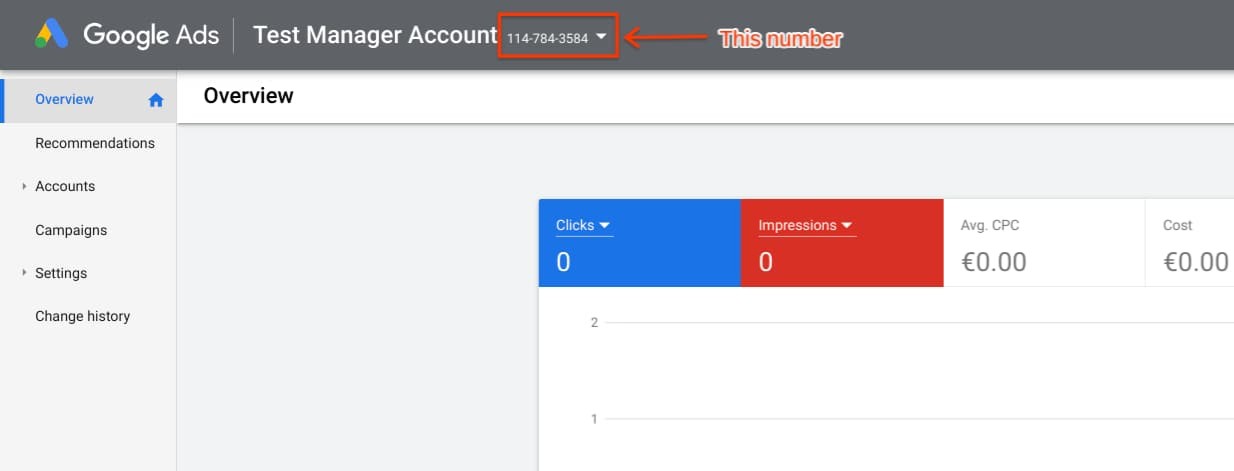 Google Ads
Test Manager Account 114-784-3584
This number
Overview
Recommendations
Accounts
Campaigns
Settings
Change history
Overview
Clicks
0
Impressions
0
Avg. CPC
€0.00
Cost
€0.00
2
1